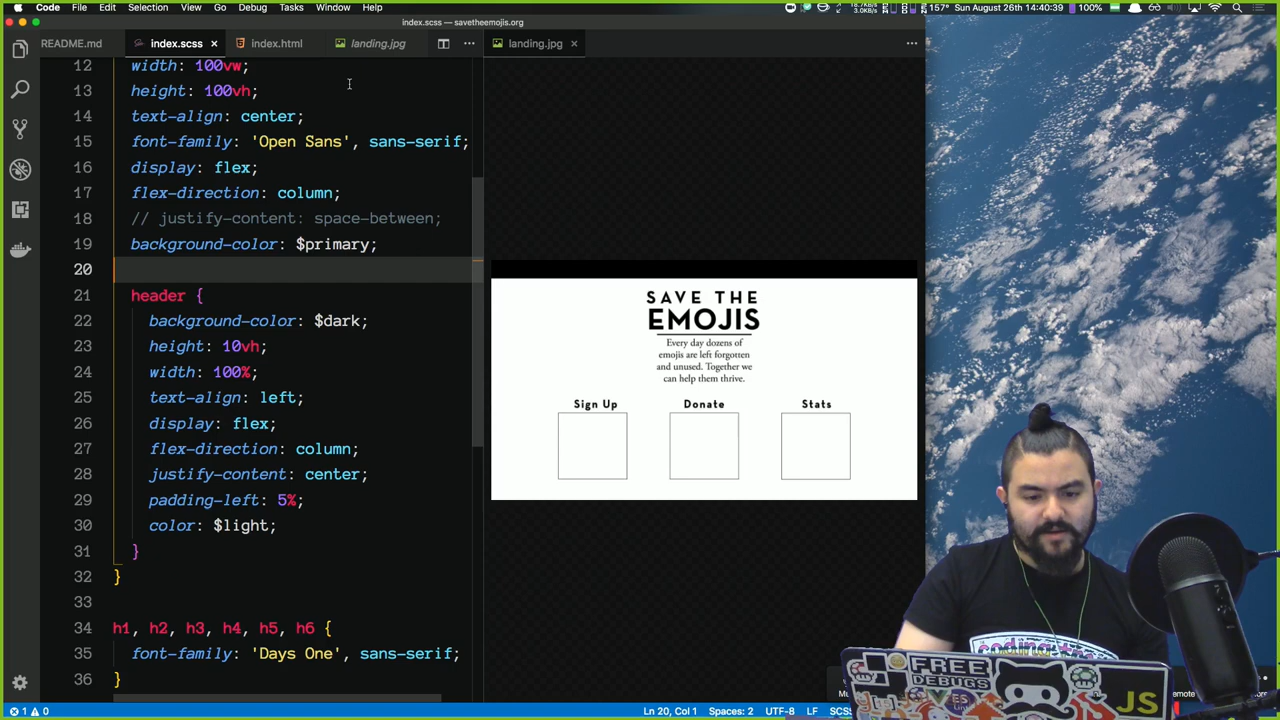 Code File Edit Selection View Go Debug Tasks Window Help
157° Sun August 26th 14:40:39 100%
index.scss — savetheemojis.org
README.md index.scss index.html landing.jpg landing.jpg
12 width: 100vw;
13 height: 100vh;
14 text-align: center;
15 font-family: 'Open Sans', sans-serif;
16 display: flex;
17 flex-direction: column;
18 // justify-content: space-between;
19 background-color: $primary;
20
21 header {
22 background-color: $dark;
23 height: 10vh;
24 width: 100%;
25 text-align: left;
26 display: flex;
27 flex-direction: column;
28 justify-content: center;
29 padding-left: 5%;
30 color: $light;
31 }
32 }
33
34 h1, h2, h3, h4, h5, h6 {
35 font-family: 'Days One', sans-serif;
36 }
SAVE THE
EMOJIS
Every day dozens of
emojis are left forgotten
and unused. Together we
can help them thrive.
Sign Up Donate Stats
FREE
DEBUGS
JS
1 0 Ln 20, Col 1 Spaces: 2 UTF-8 LF SCSS